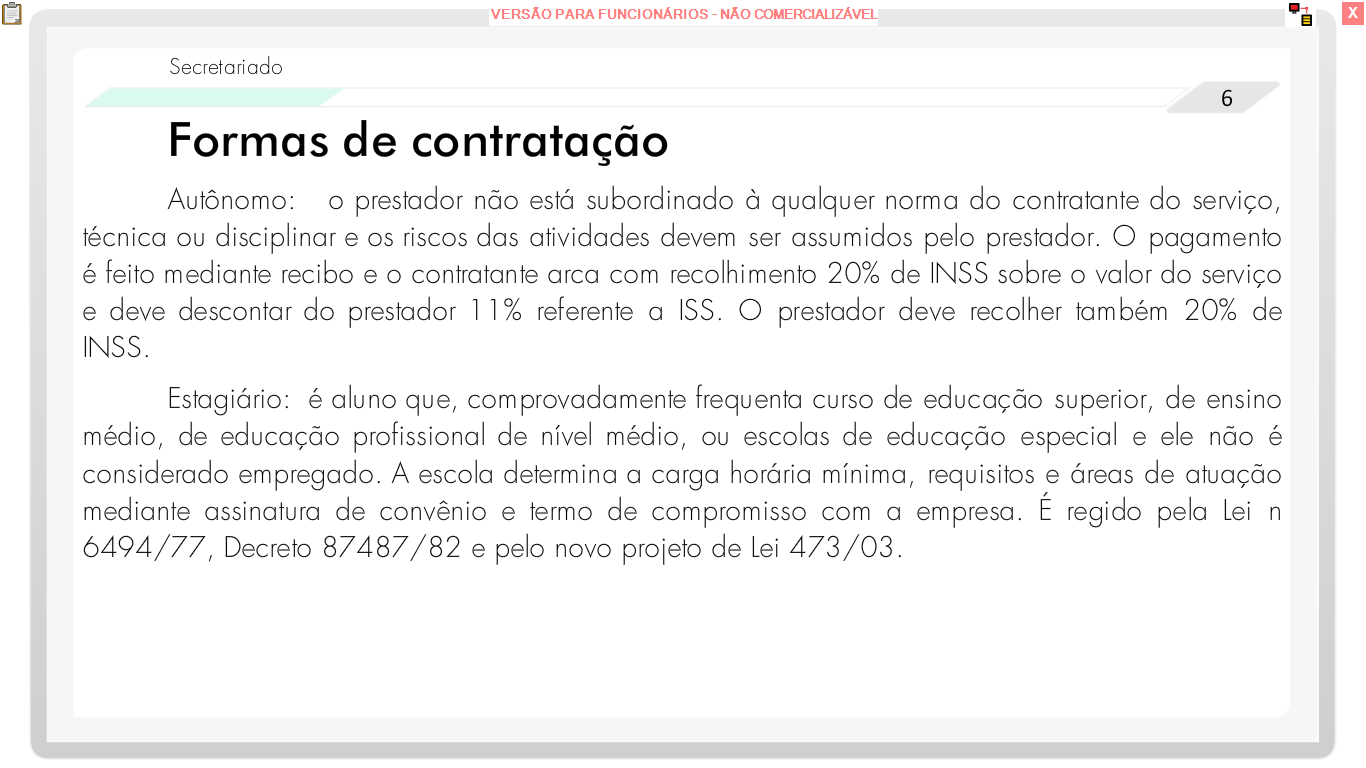 VERSÃO PARA FUNCIONÁRIOS - NÃO COMERCIALIZÁVEL
X
Secretariado
6
Formas de contratação
Autônomo: o prestador não está subordinado à qualquer norma do contratante do serviço,
técnica ou disciplinar e os riscos das atividades devem ser assumidos pelo prestador. O pagamento
é feito mediante recibo e o contratante arca com recolhimento 20% de INSS sobre o valor do serviço
e deve descontar do prestador 11% referente a ISS. O prestador deve recolher também 20% de
INSS.
Estagiário: é aluno que, comprovadamente frequenta curso de educação superior, de ensino
médio, de educação profissional de nível médio, ou escolas de educação especial e ele não é
considerado empregado. A escola determina a carga horária mínima, requisitos e áreas de atuação
mediante assinatura de convênio e termo de compromisso com a empresa. É regido pela Lei n
6494/77, Decreto 87487/82 e pelo novo projeto de Lei 473/03.